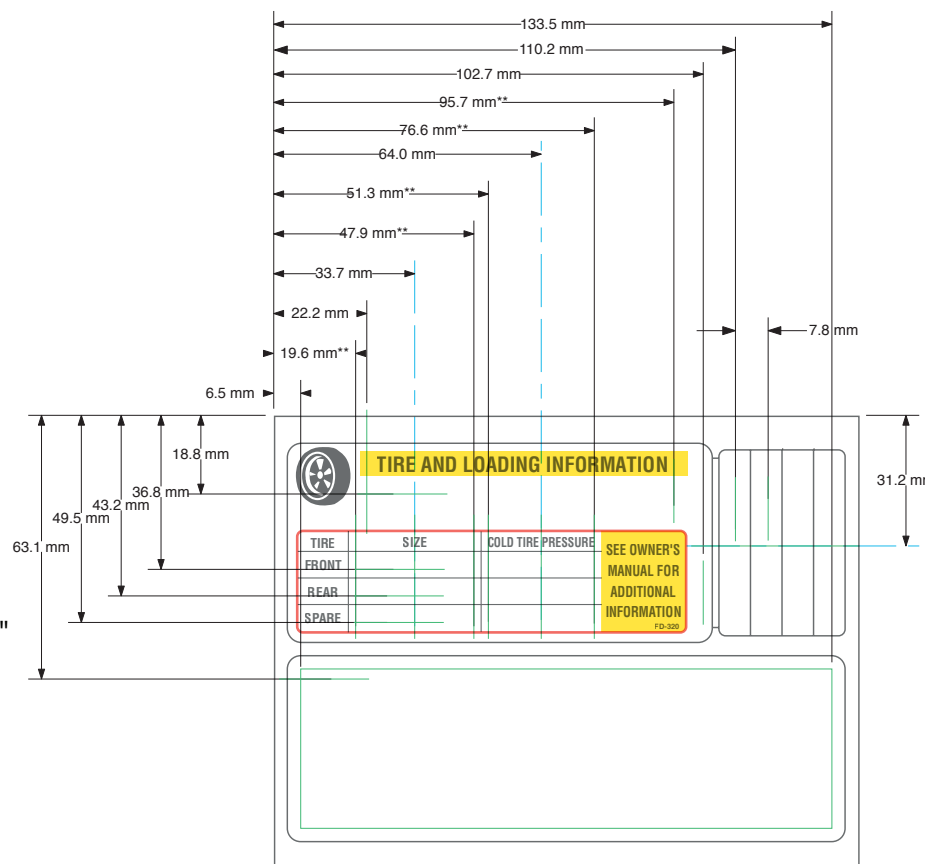 133.5 mm
110.2 mm
102.7 mm
95.7 mm**
76.6 mm**
64.0 mm
51.3 mm**
47.9 mm**
33.7 mm
22.2 mm
7.8 mm
19.6 mm**
6.5 mm
18.8 mm
36.8 mm
43.2 mm
49.5 mm
63.1 mm
31.2 m
TIRE AND LOADING INFORMATION
TIRE SIZE COLD TIRE PRESSURE
FRONT
REAR
SPARE
SEE OWNER'S
MANUAL FOR
ADDITIONAL
INFORMATION
FD-320
"